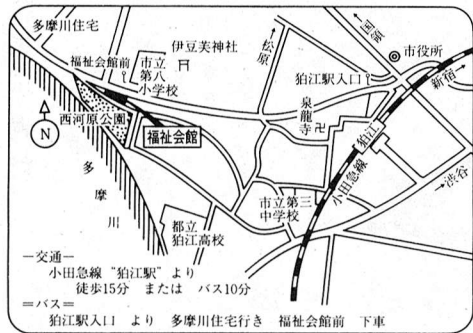 多摩川住宅
福祉会館前
市立
第八
小学校
伊豆美神社
←松原
←国領
市役所
狛江駅入口
新宿→
泉龍寺
狛江
小田急線
→渋谷
西河原公園
福祉会館
N
多摩川
市立第三
中学校
都立
狛江高校
—交通—
小田急線 “狛江駅” より
徒歩15分 または バス10分
=バス=
狛江駅入口 より 多摩川住宅行き 福祉会館前 下車